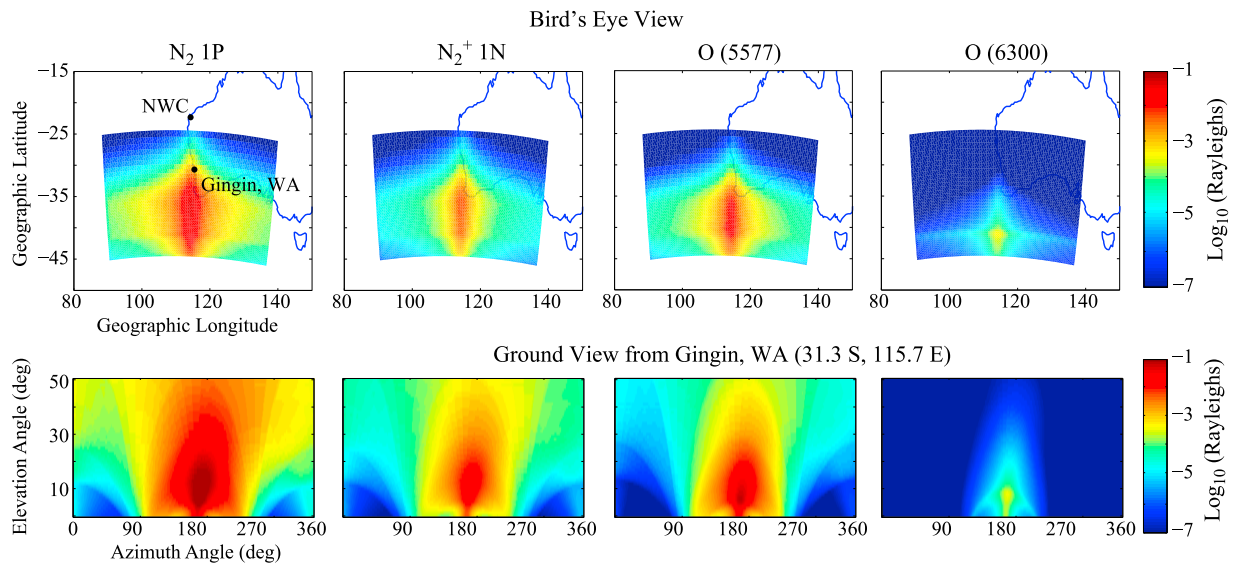 Bird's Eye View
N₂ 1P
N₂⁺ 1N
O (5577)
O (6300)
Geographic Latitude
−15
−25
−35
−45
NWC
Gingin, WA
80 100 120 140
80 100 120 140
80 100 120 140
80 100 120 140
Geographic Longitude
−1
−3
−5
−7
Log₁₀ (Rayleighs)
Ground View from Gingin, WA (31.3 S, 115.7 E)
Elevation Angle (deg)
50
30
10
0 90 180 270 360
90 180 270 360
90 180 270 360
90 180 270 360
Azimuth Angle (deg)
−1
−3
−5
−7
Log₁₀ (Rayleighs)